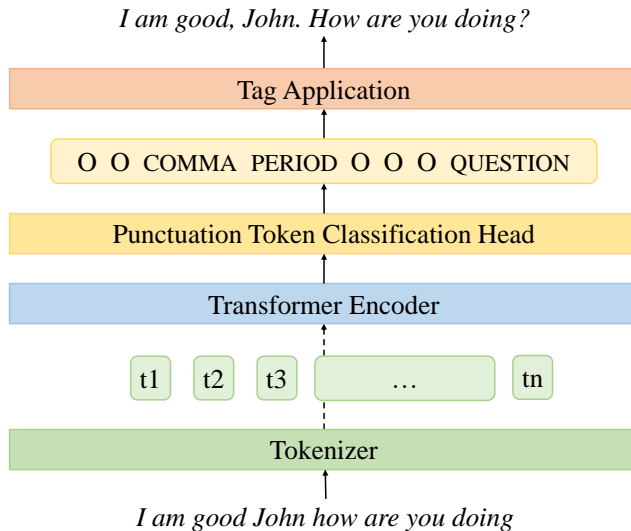 I am good, John. How are you doing?
Tag Application
O O COMMA PERIOD O O O QUESTION
Punctuation Token Classification Head
Transformer Encoder
t1 t2 t3 … tn
Tokenizer
I am good John how are you doing